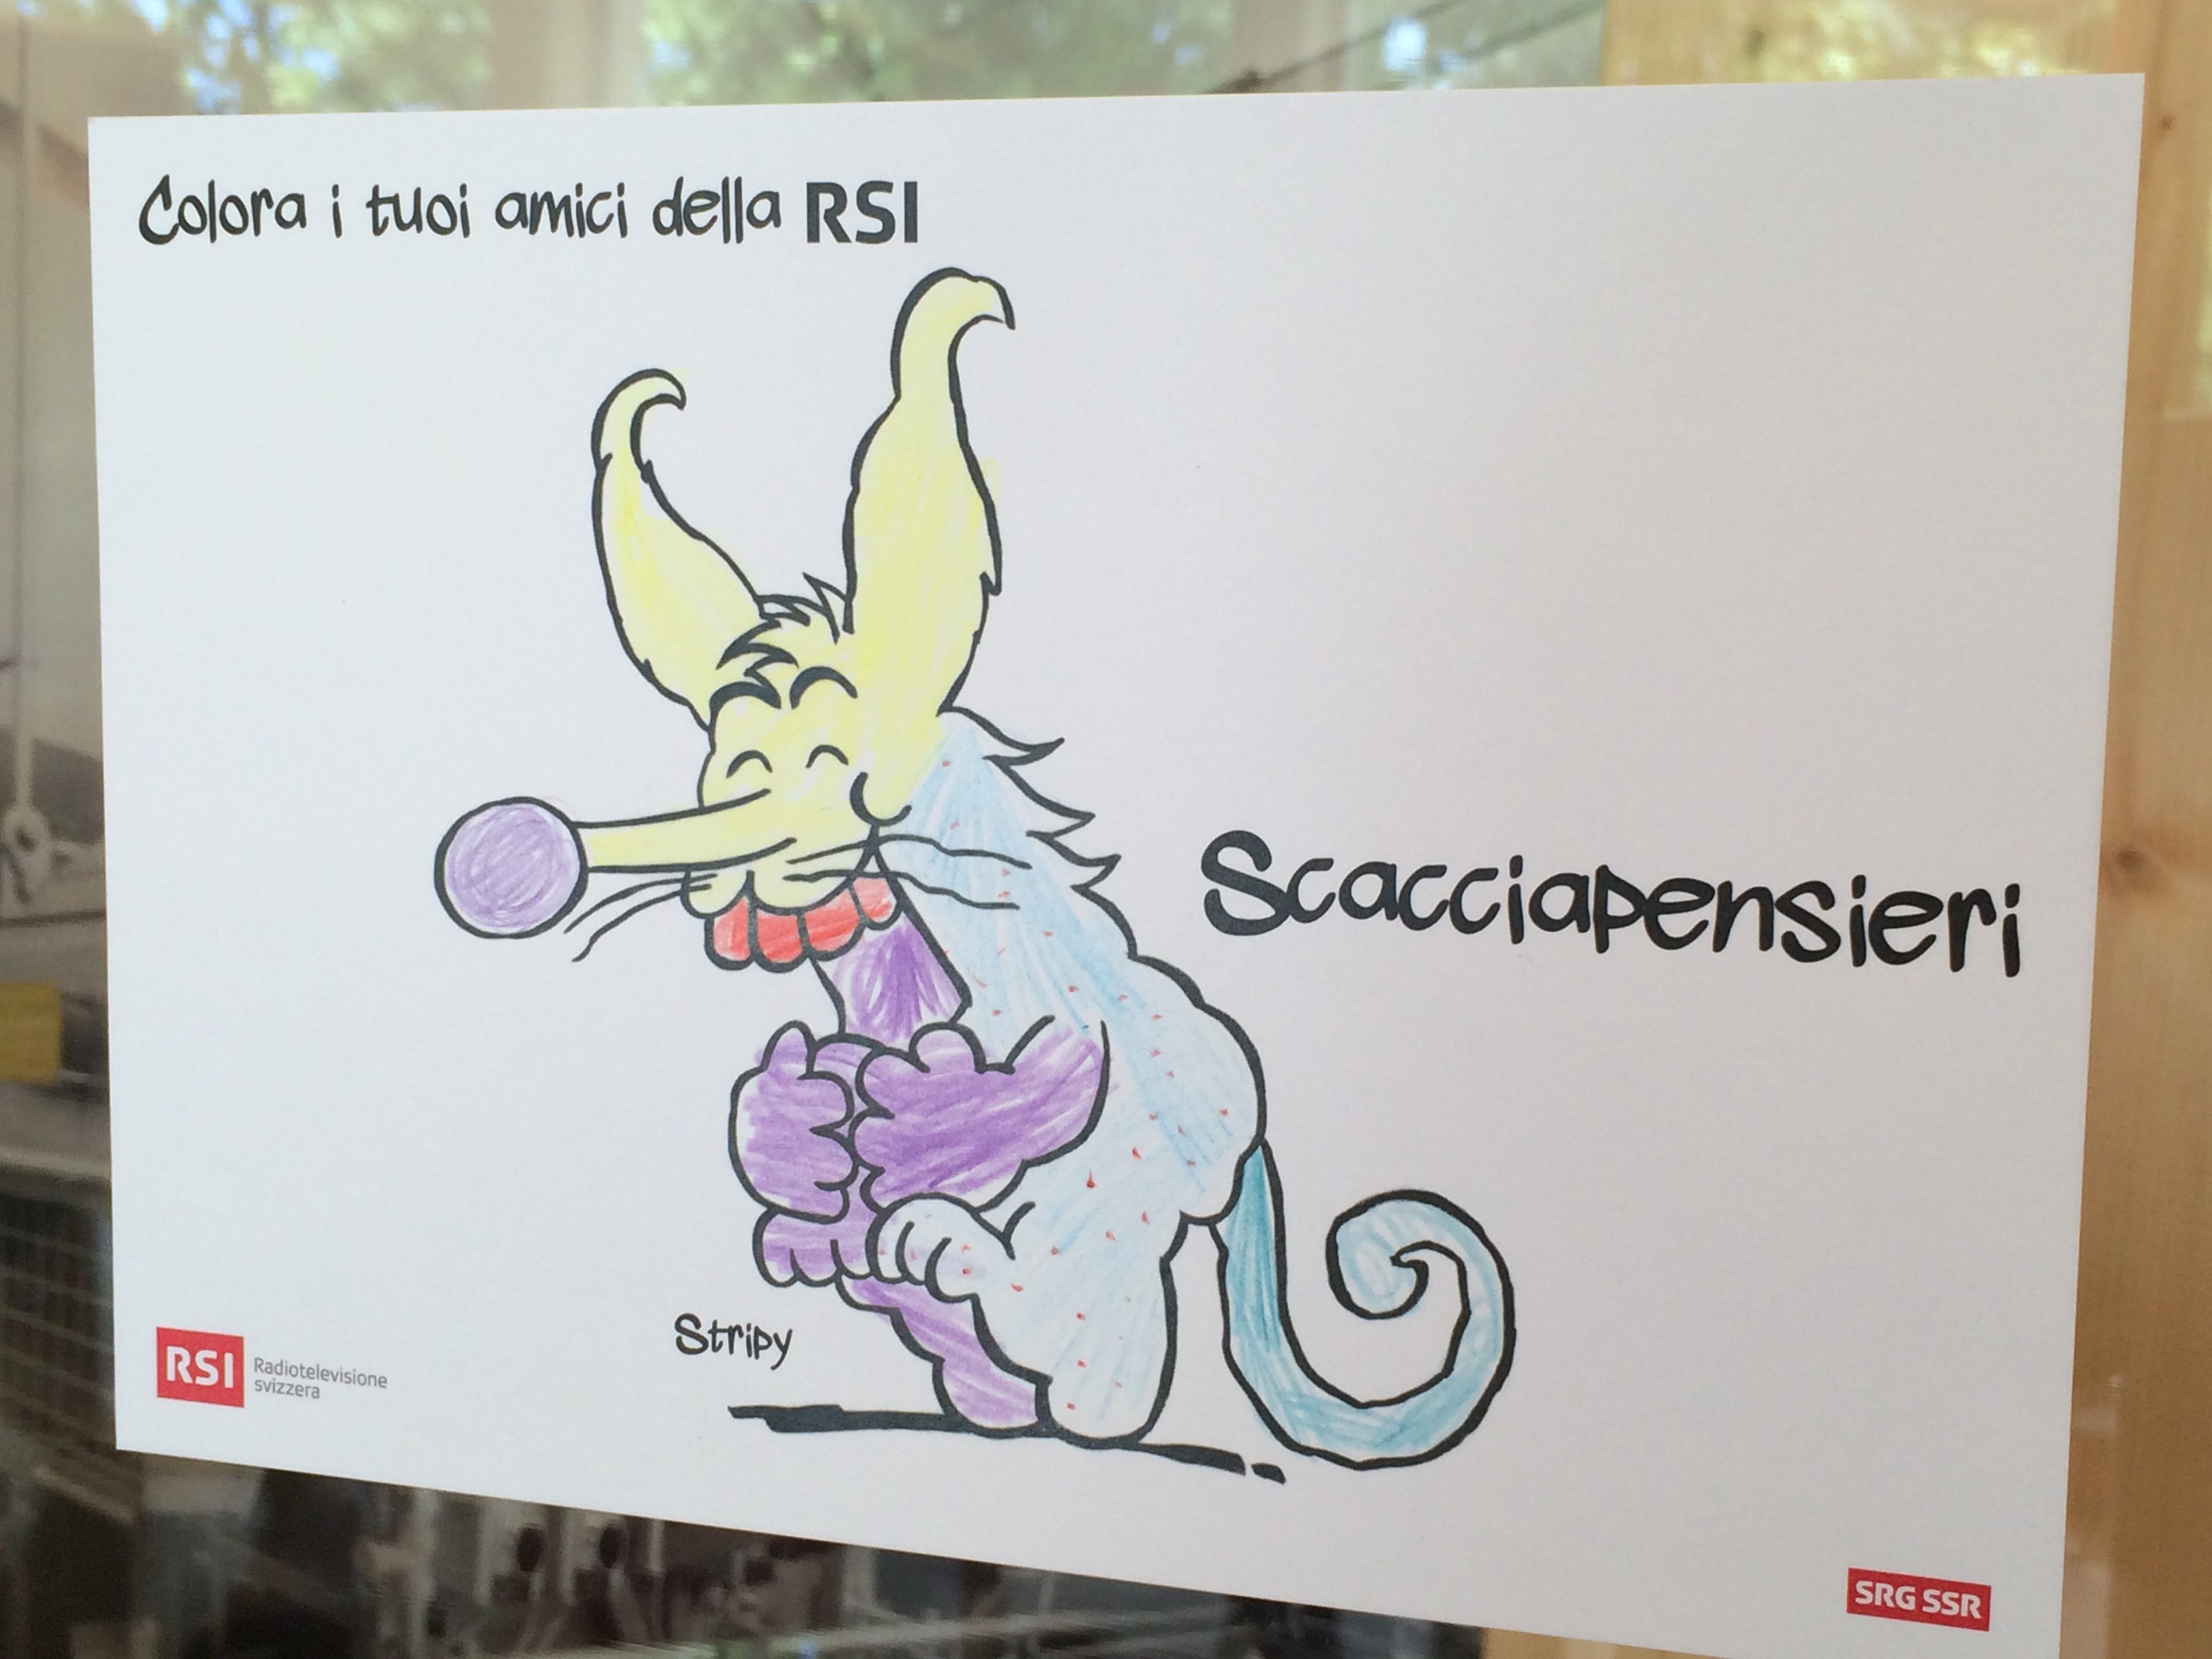 Colora i tuoi amici della RSI
Scacciapensieri
Stripy
RSI Radiotelevisione
svizzera
SRG SSR